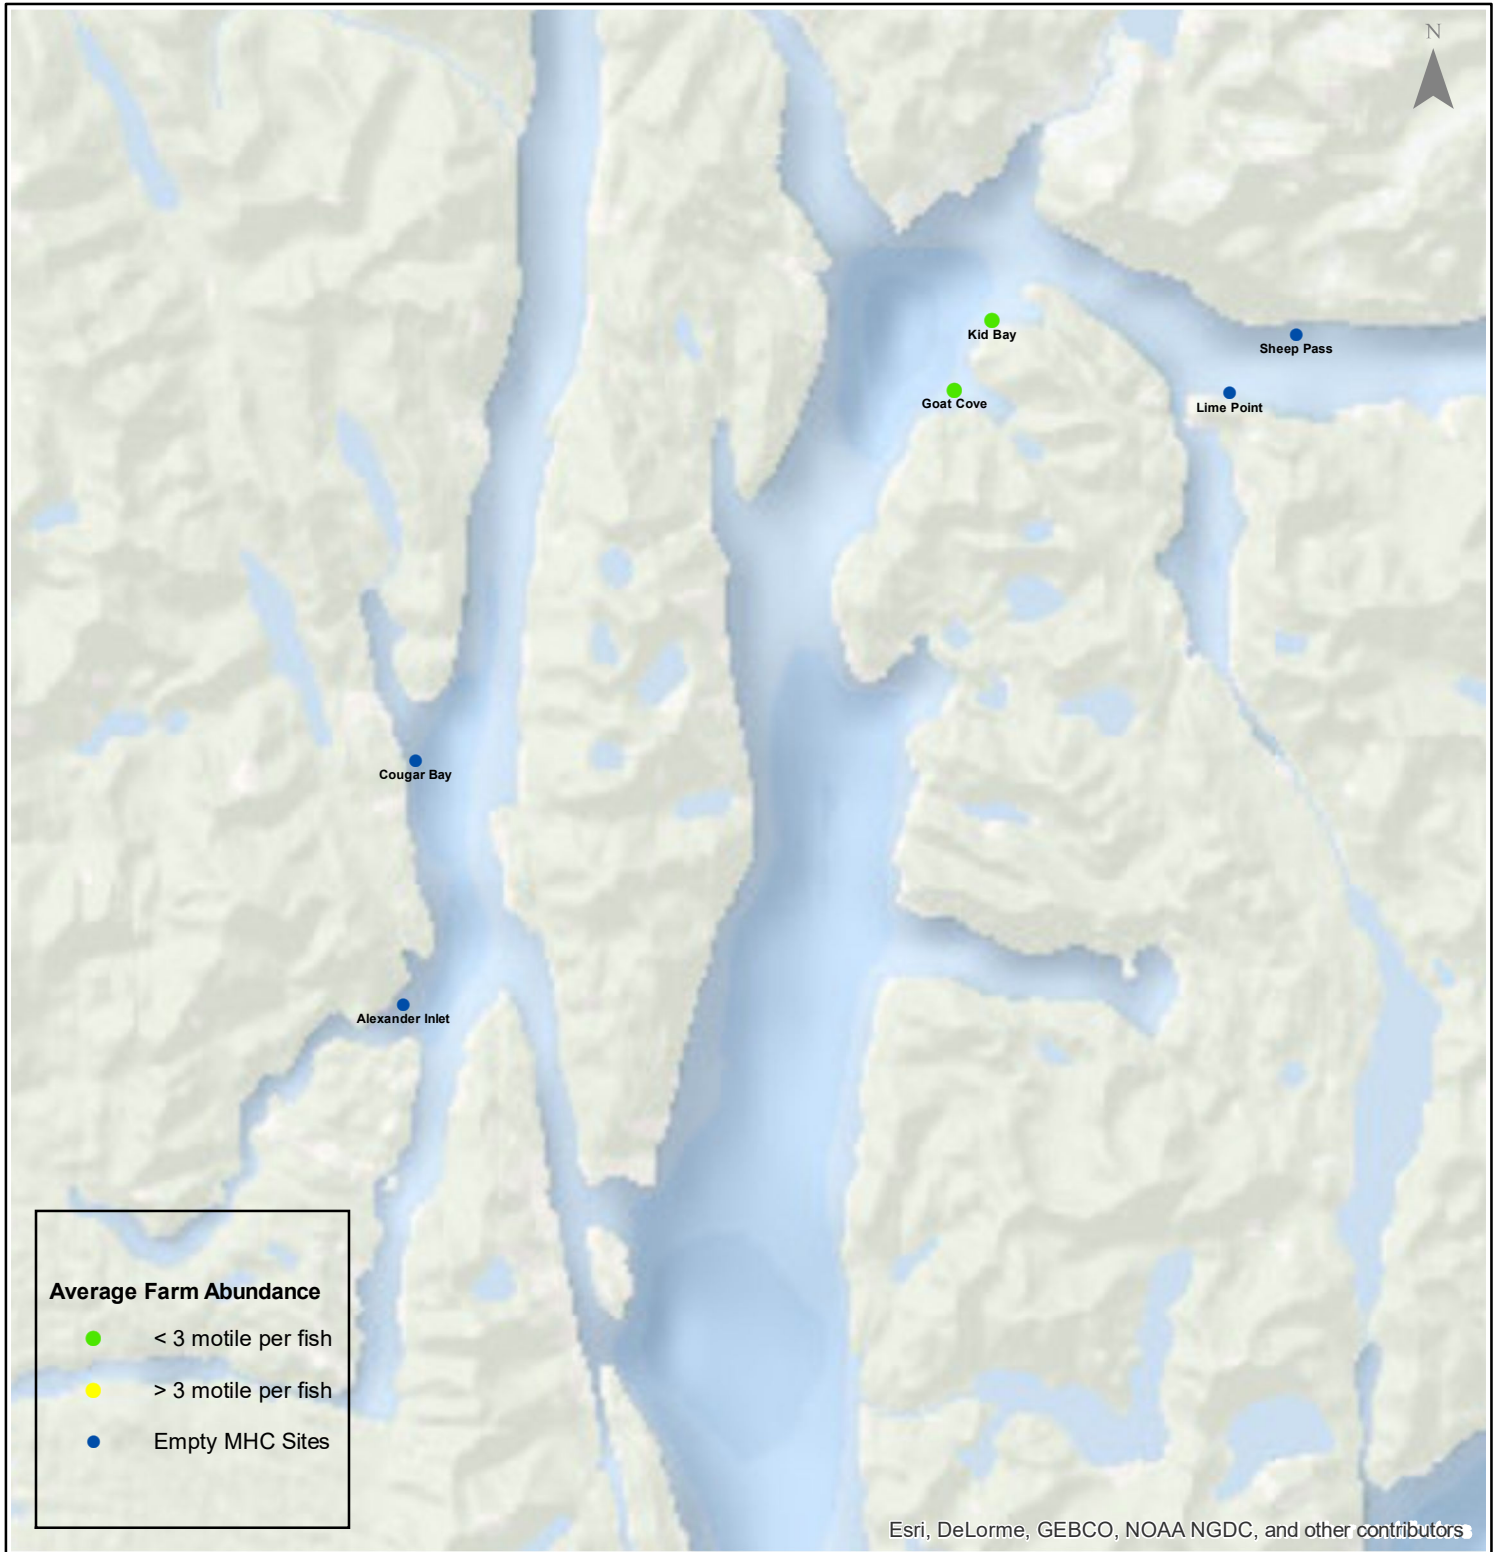 N
Kid Bay
Sheep Pass
Goat Cove
Lime Point
Cougar Bay
Alexander Inlet
Average Farm Abundance
< 3 motile per fish
> 3 motile per fish
Empty MHC Sites
Esri, DeLorme, GEBCO, NOAA NGDC, and other contributors